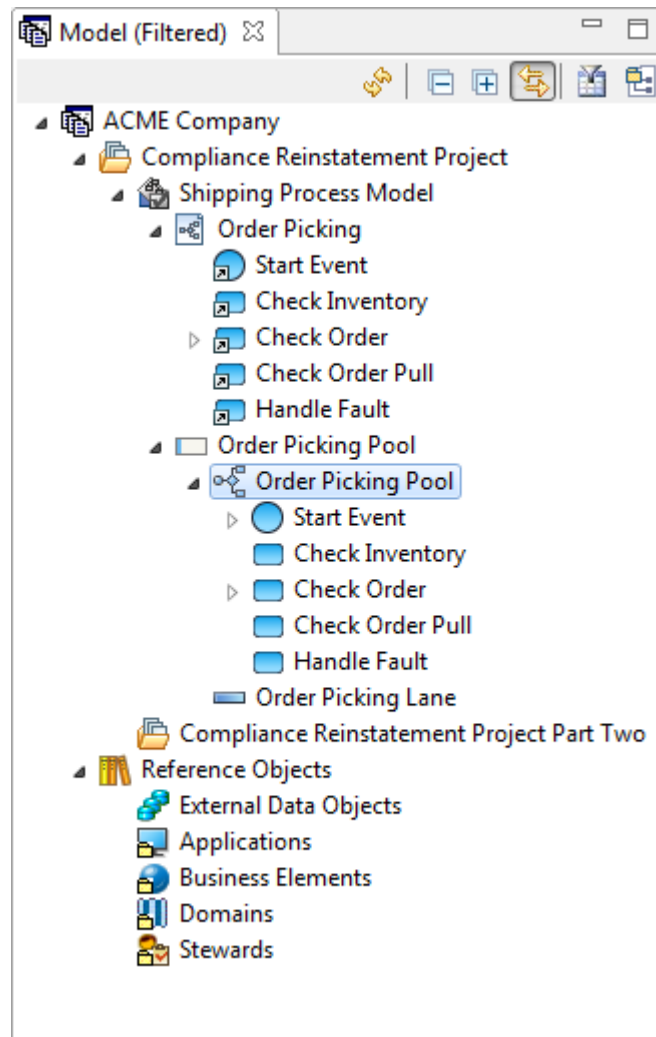 Model (Filtered)
ACME Company
Compliance Reinstatement Project
Shipping Process Model
Order Picking
Start Event
Check Inventory
Check Order
Check Order Pull
Handle Fault
Order Picking Pool
Order Picking Pool
Start Event
Check Inventory
Check Order
Check Order Pull
Handle Fault
Order Picking Lane
Compliance Reinstatement Project Part Two
Reference Objects
External Data Objects
Applications
Business Elements
Domains
Stewards